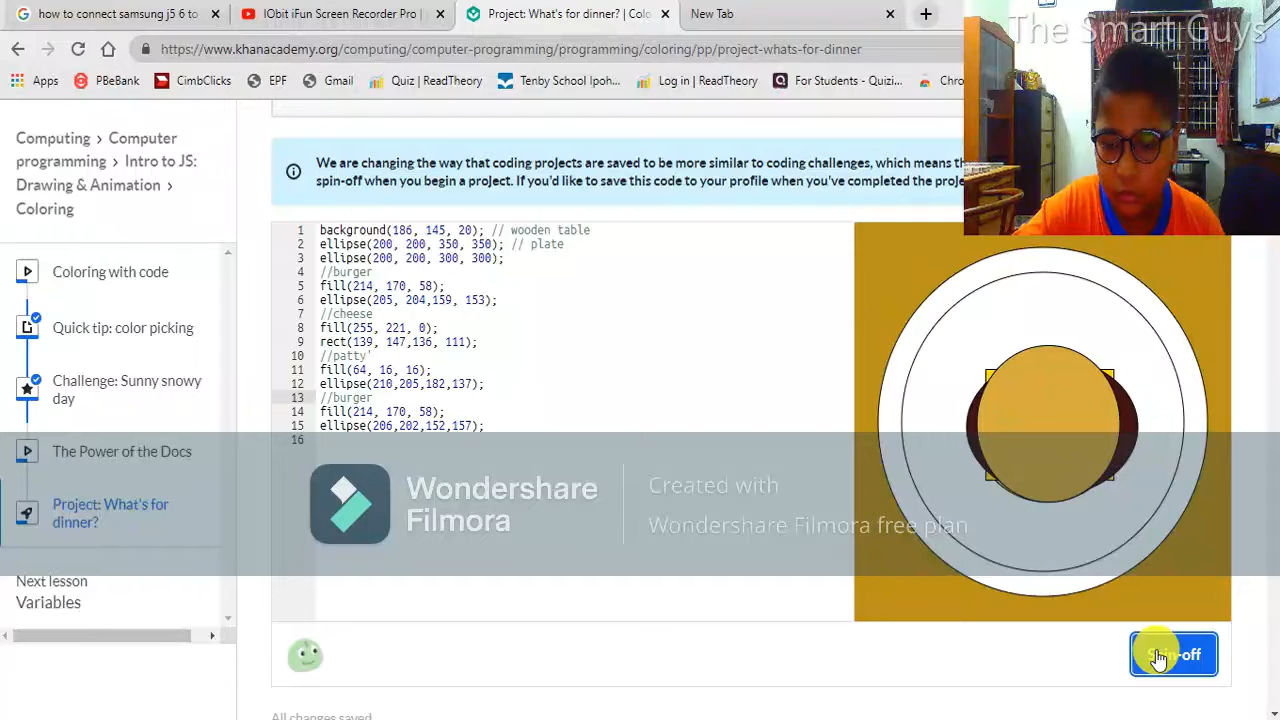 how to connect samsung j5 6 to
IObit iFun Screen Recorder
Project: What's for dinner? | Co
New Tab
https://www.khanacademy.org/
/programming/coloring/pp/project-whats-for-dinner
The Smart Guys
Apps
PBeBank
CimbClicks
EPF
Gmail
Quiz | Reading
My School Ipoh...
Log in | RedTheory
For Students - Quizi...
Chro
Computing > Computer
programming > Intro to JS:
Drawing & Animation >
Coloring
We are changing the way that coding projects are saved to be more similar to coding challenges, which means th
spin-off when you begin a project. If you'd like to save this code to your profile when you've completed the proje
Coloring with code
Quick tip: color picking
Challenge: Sunny snowy
day
The Power of the Docs
Project: What's for
dinner?
Next lesson
Variables
1 background(186, 145, 20); // wooden table
2 ellipse(200, 200, 350, 350); // plate
3 ellipse(200, 200, 300, 300);
4 //burger
5 fill(214, 170, 58);
6 ellipse(205, 204,159, 153);
7 //cheese
8 fill(255, 221, 0);
9 rect(139, 147,136, 111);
10 //patty'
11 fill(64, 16, 16);
12 ellipse(210,205,182,137);
13 //burger
14 fill(214, 170, 58);
15 ellipse(206,202,152,157);
16
Wondershare
Filmora
Created with
Wondershare Filmora free plan
Spin-off
All changes saved